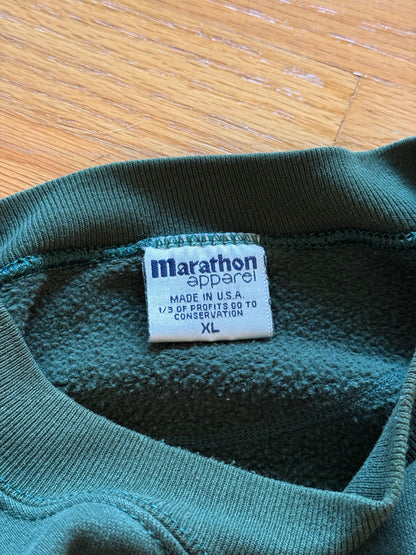 marathon
apparel
MADE IN U.S.A.
1/3 OF PROFITS GO TO
CONSERVATION
XL